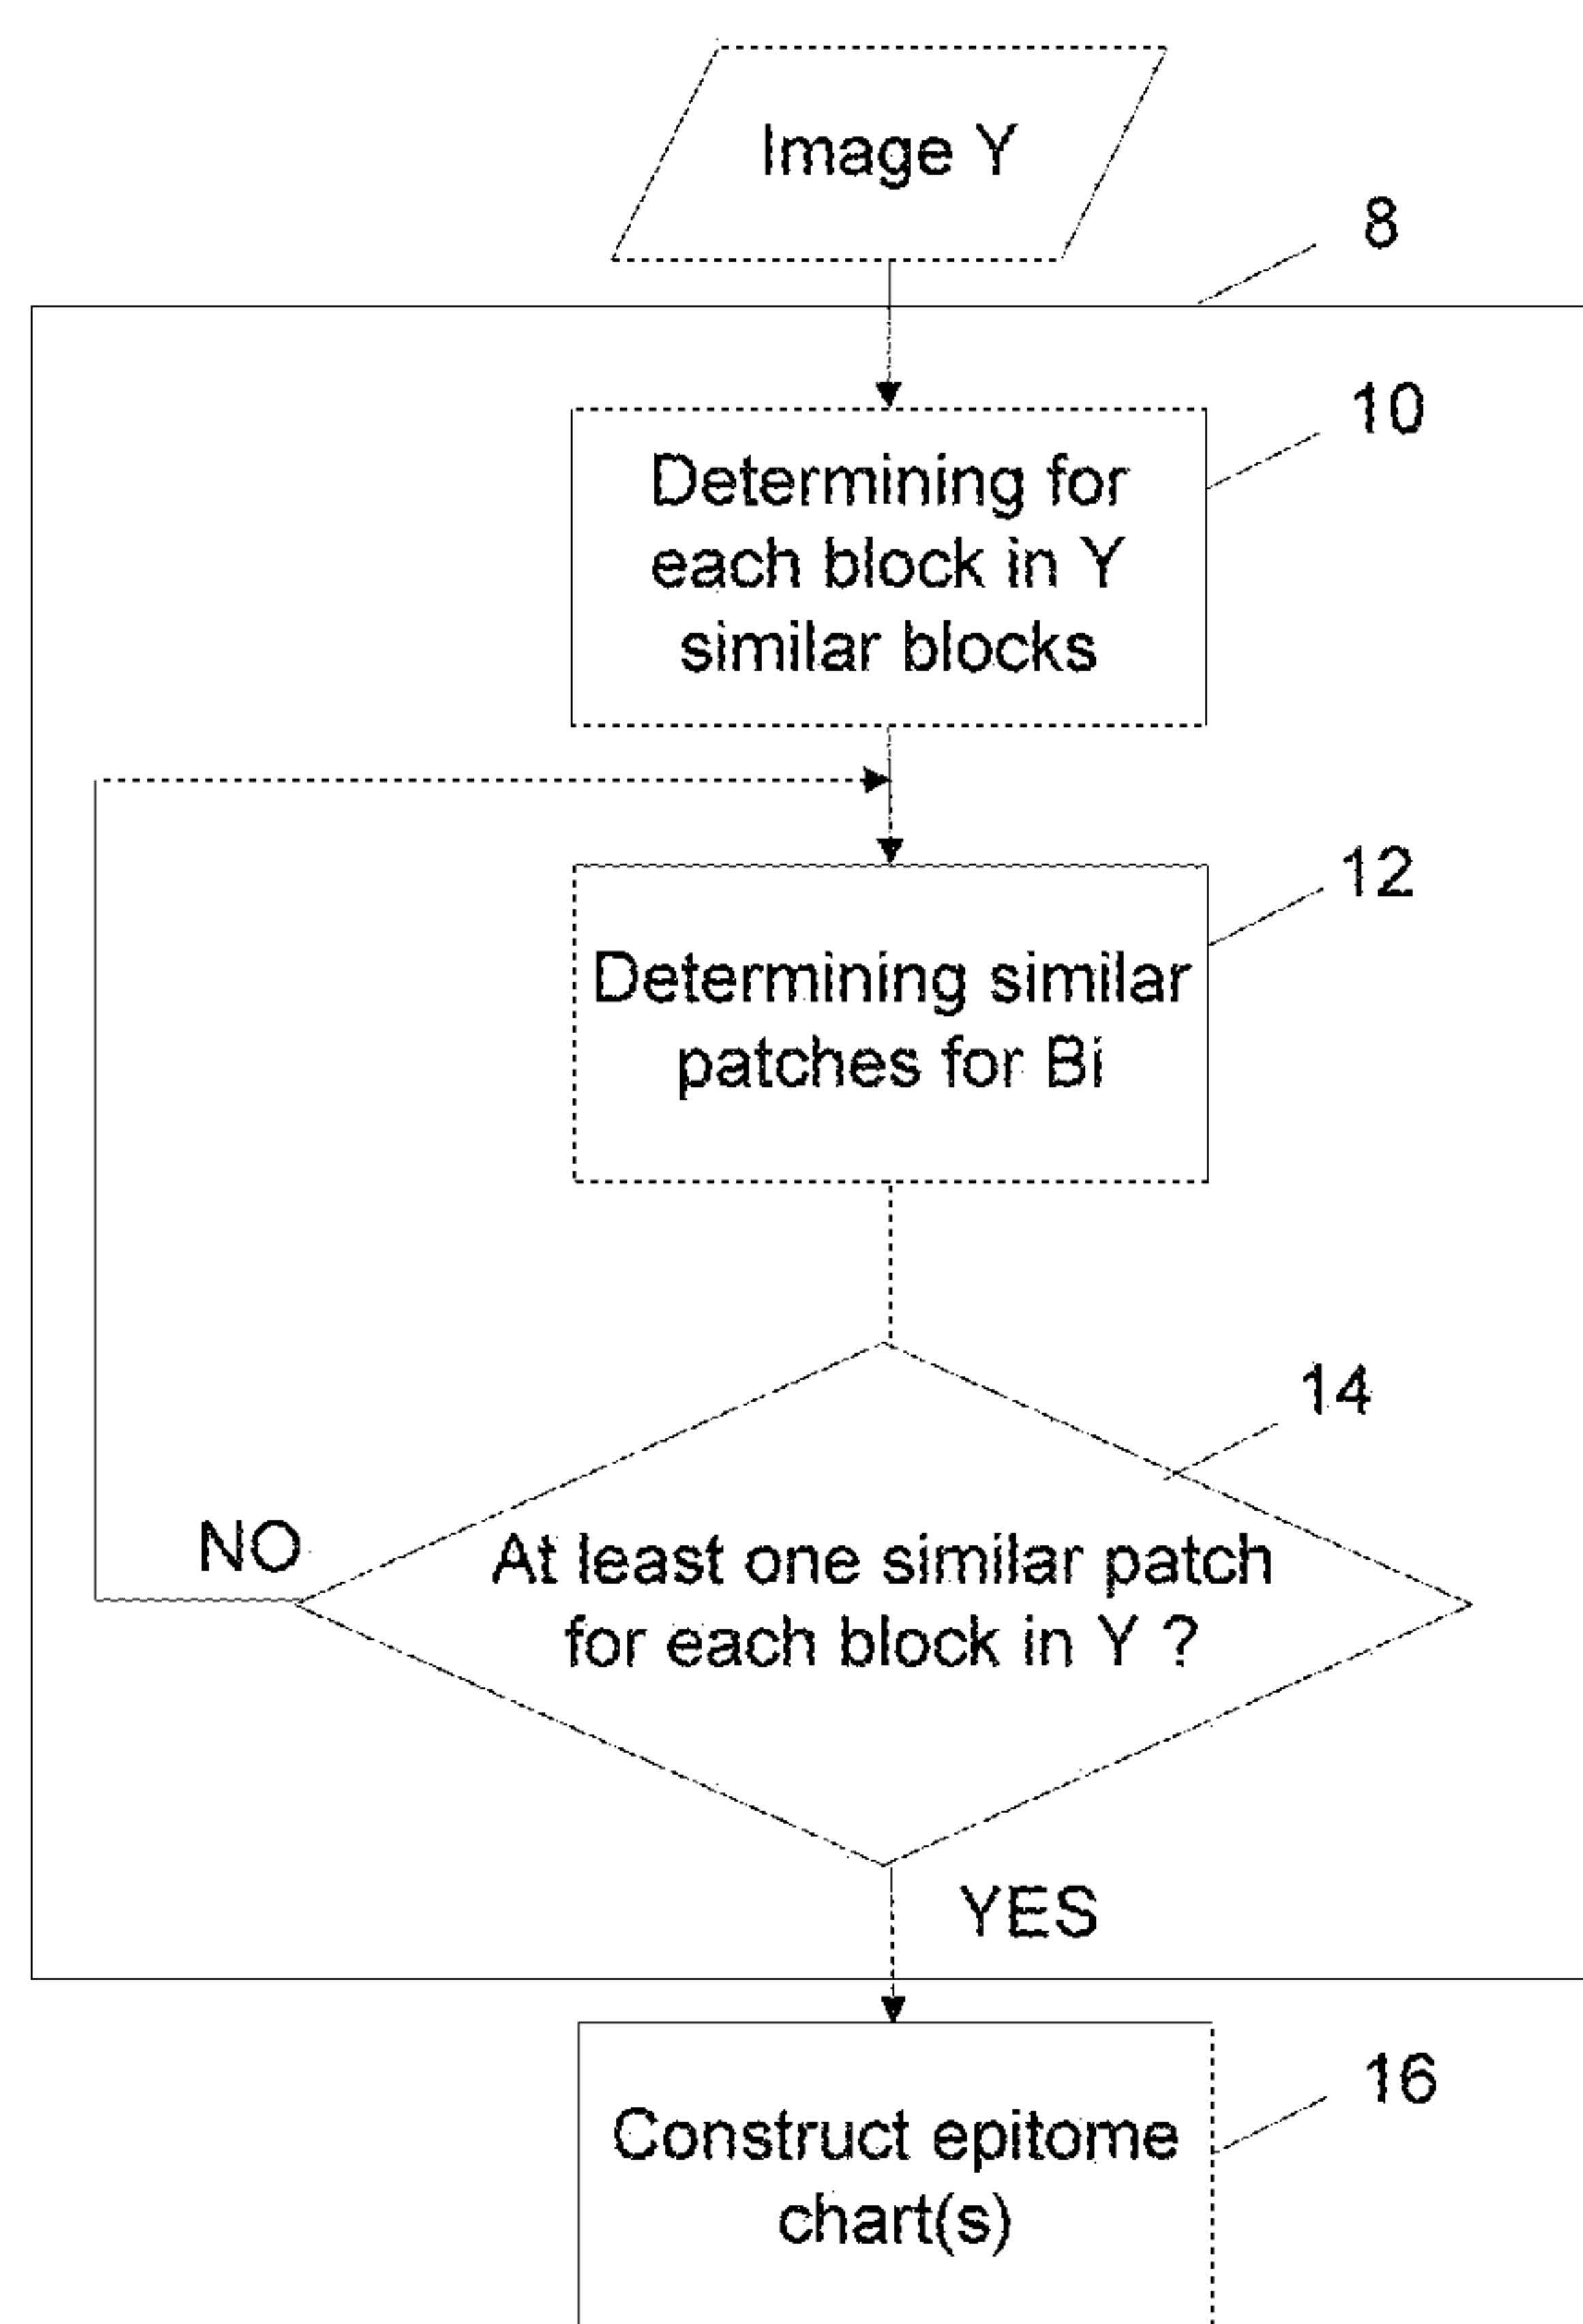 Image Y
8
10
Determining for
each block in Y
similar blocks
12
Determining similar
patches for Bi
14
NO
At least one similar patch
for each block in Y ?
YES
16
Construct epitome
chart(s)